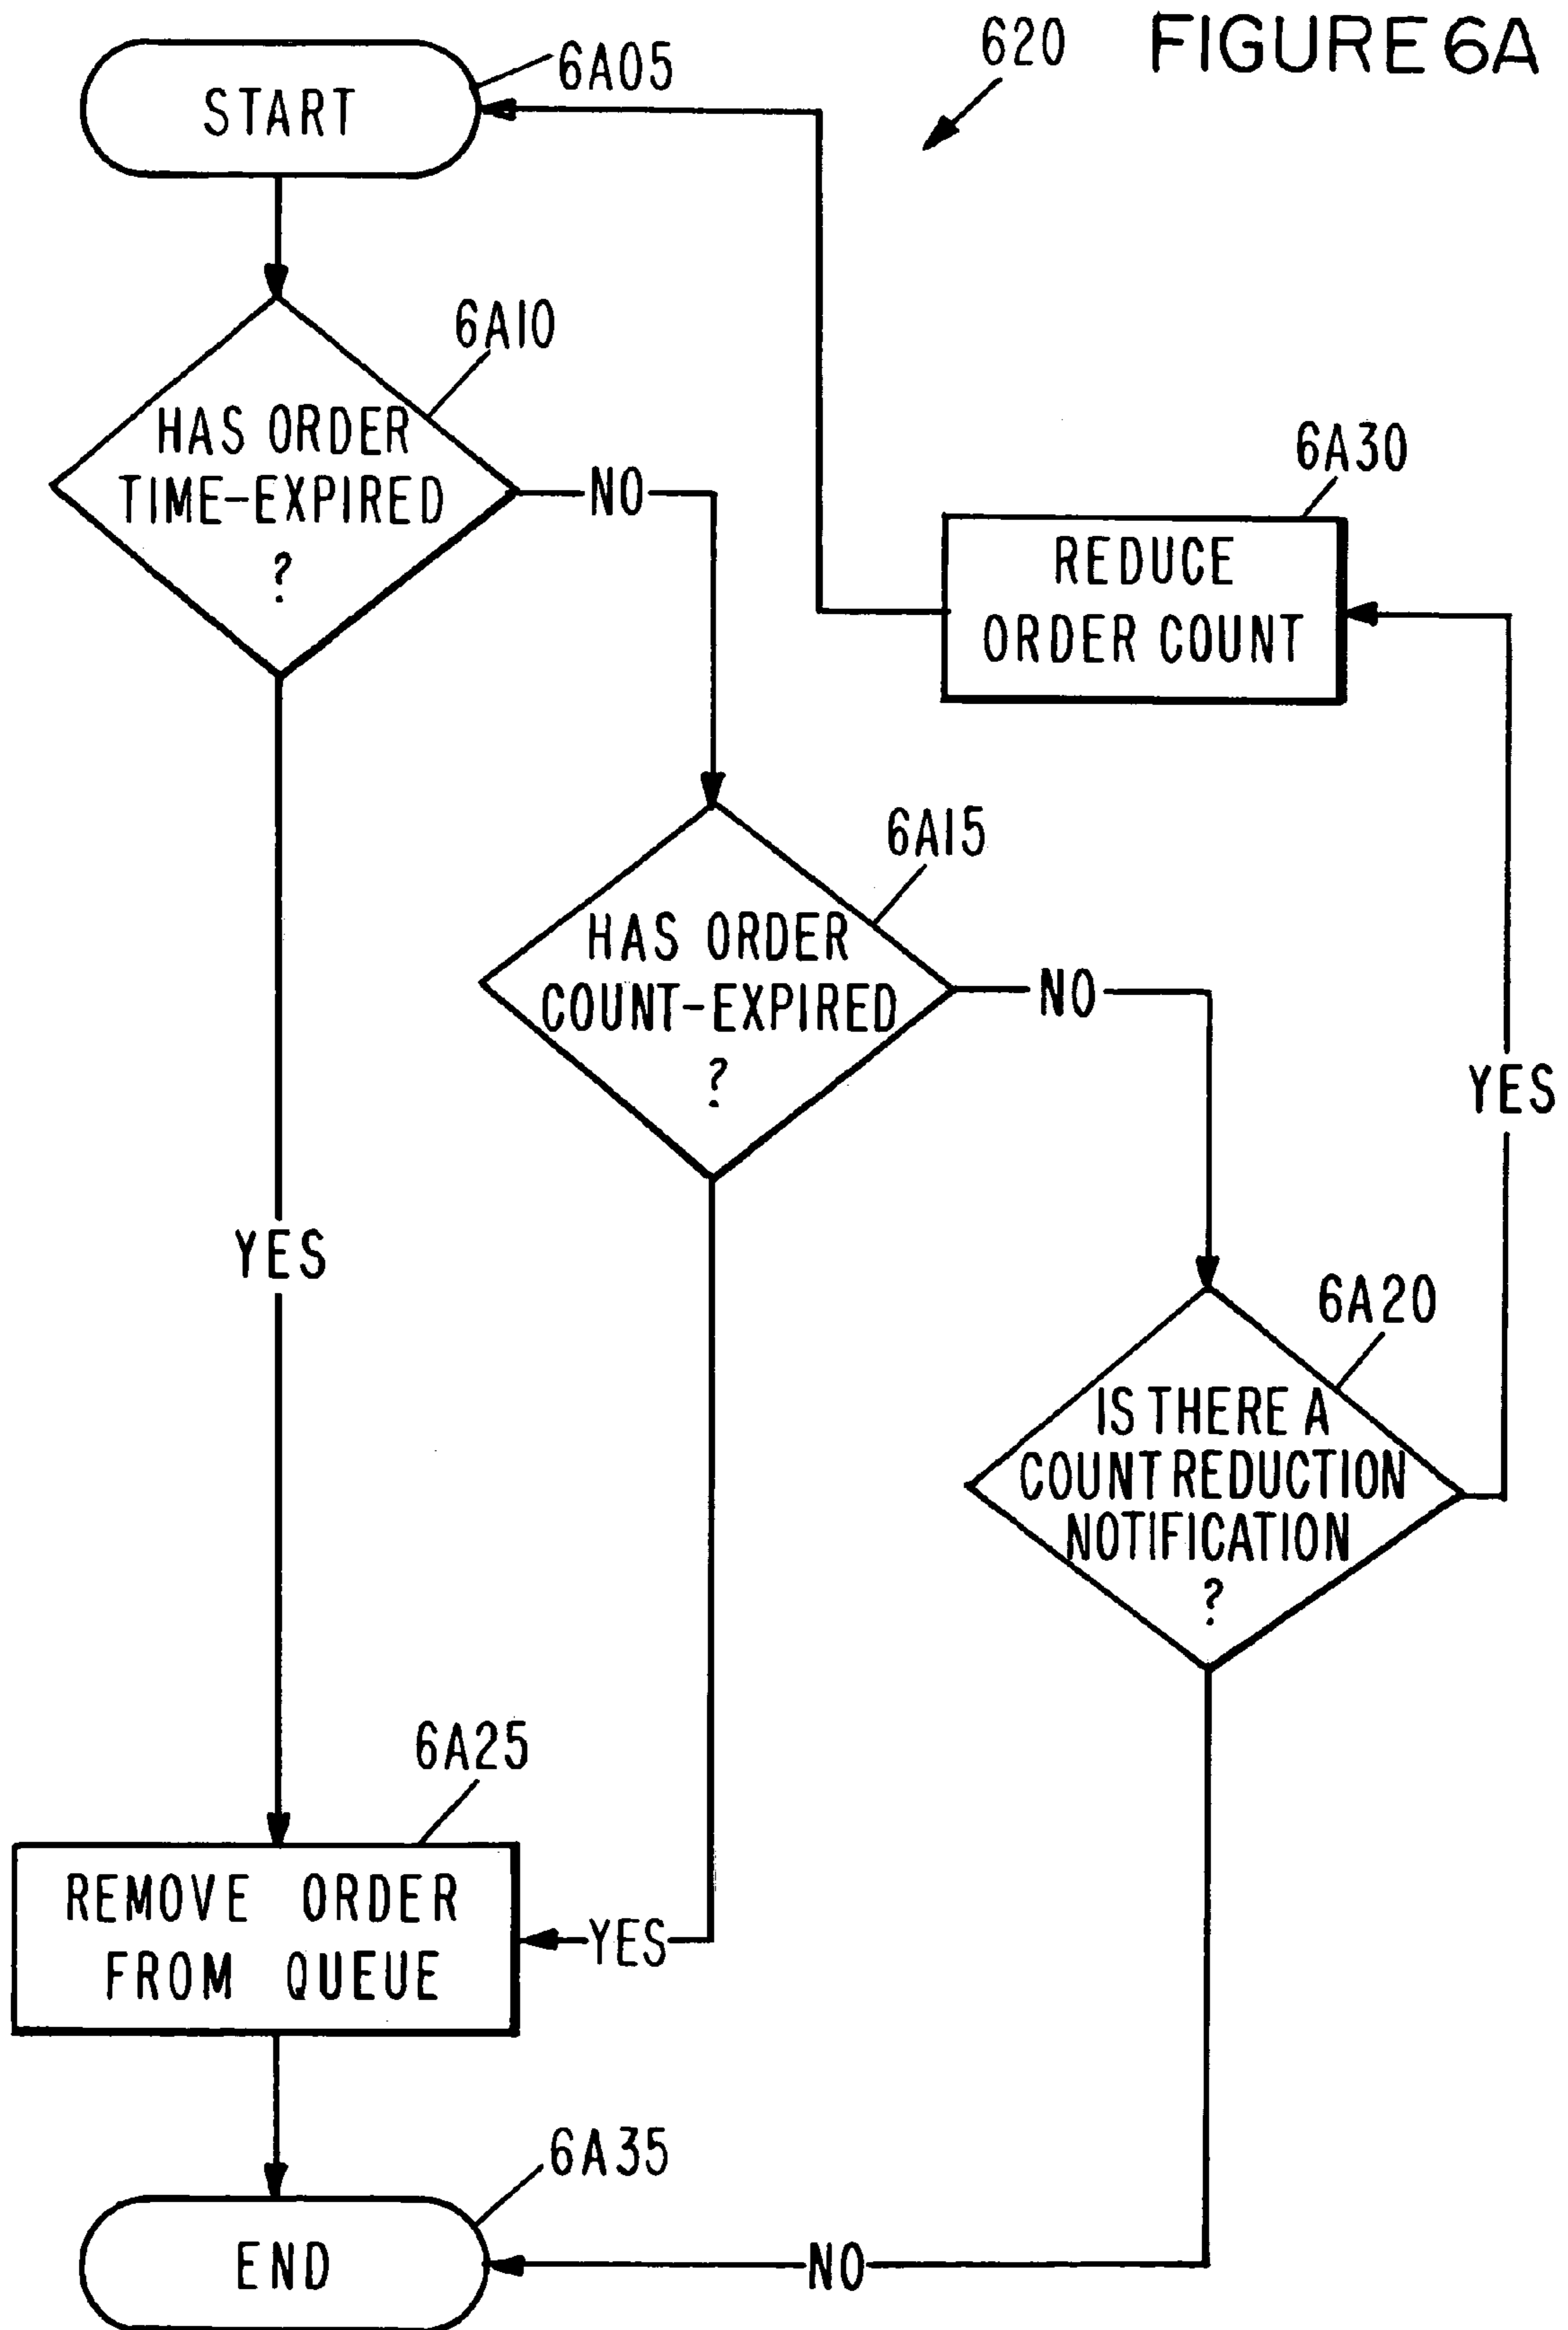 620 FIGURE 6A
6A05
START
6A10
HAS ORDER
TIME-EXPIRED
?
NO
6A30
REDUCE
ORDER COUNT
6A15
HAS ORDER
COUNT-EXPIRED
?
NO
YES
YES
6A20
IS THERE A
COUNT REDUCTION
NOTIFICATION
?
6A25
REMOVE ORDER
FROM QUEUE
YES
6A35
END
NO